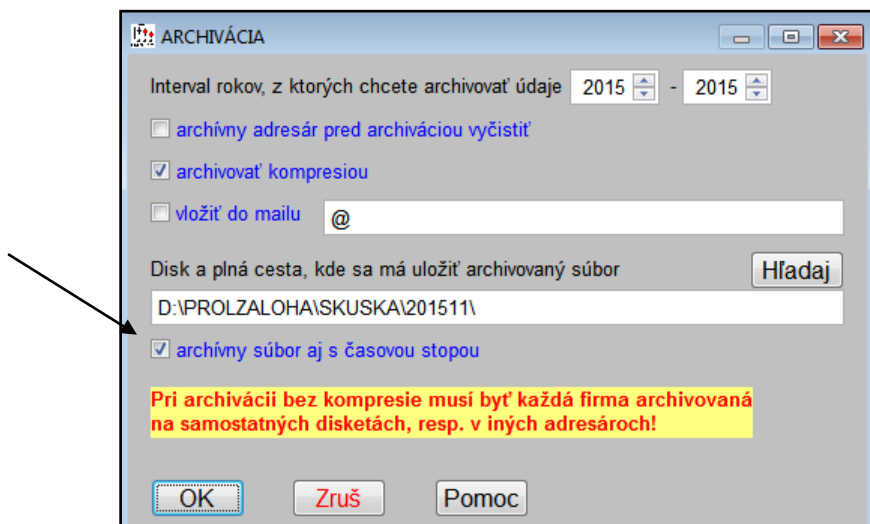 ARCHIVÁCIA
Interval rokov, z ktorých chcete archivovať údaje 2015 - 2015
archívny adresár pred archiváciou vyčistiť
archivovať kompresiou
vložiť do mailu @
Disk a plná cesta, kde sa má uložiť archivovaný súbor Hľadaj
D:\PROLZALOHA\SKUSKA\201511\
archívny súbor aj s časovou stopou
Pri archivácii bez kompresie musí byť každá firma archivovaná
na samostatných disketách, resp. v iných adresároch!
OK Zruš Pomoc